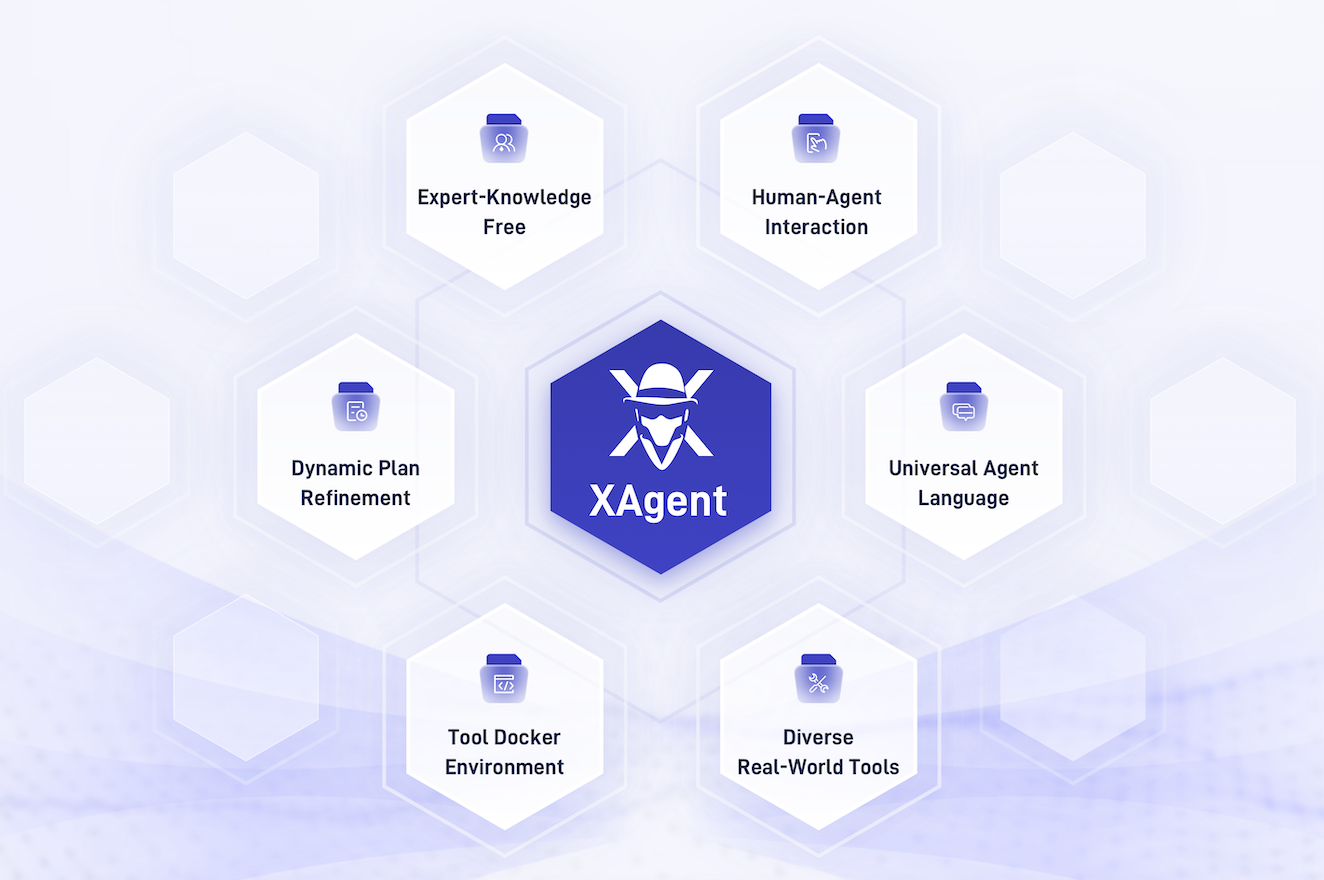 Expert-Knowledge
Free
Human-Agent
Interaction
Dynamic Plan
Refinement
XAgent
Universal Agent
Language
Tool Docker
Environment
Diverse
Real-World Tools